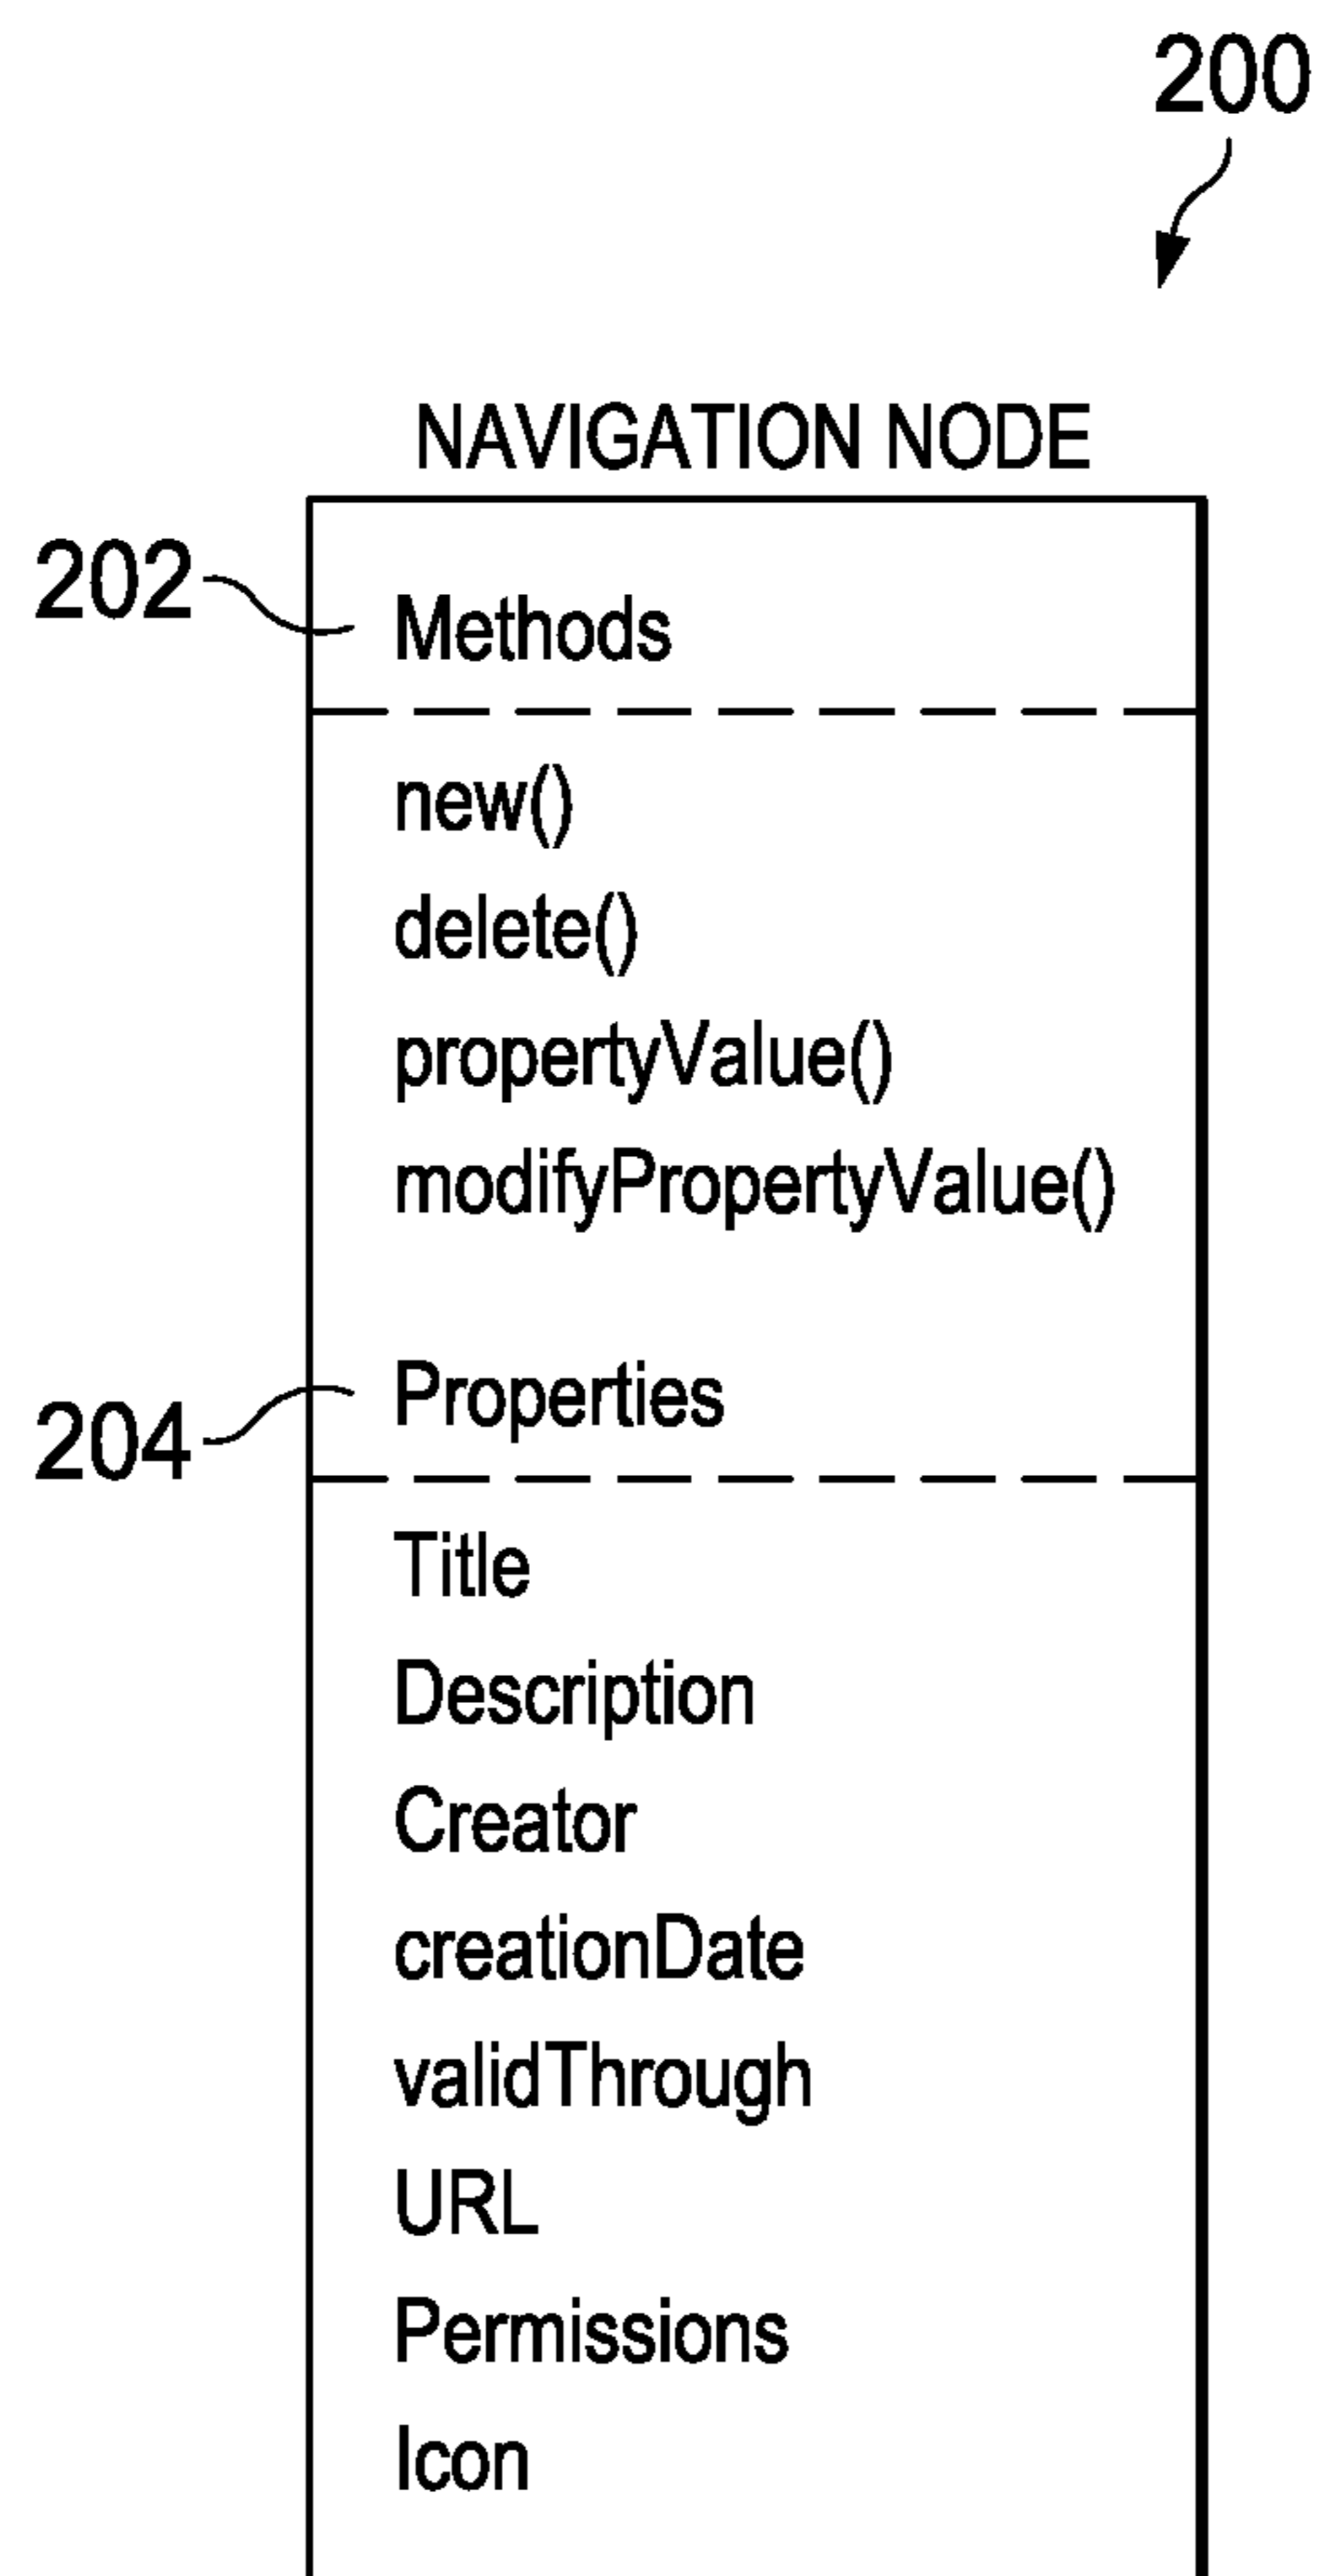 200
NAVIGATION NODE
202
Methods
new()
delete()
propertyValue()
modifyPropertyValue()
204
Properties
Title
Description
Creator
creationDate
validThrough
URL
Permissions
Icon